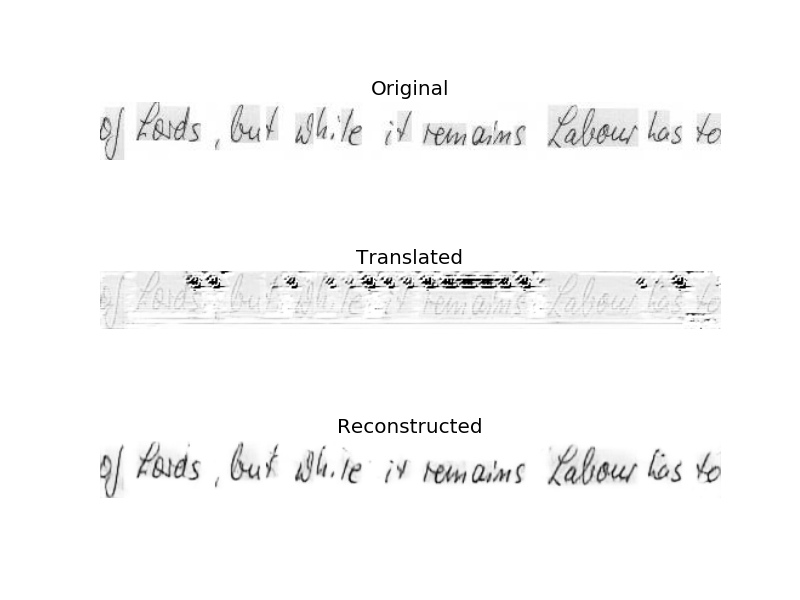 Original
of Lords, but while it remains Labour has to
Translated
of Lords, but while it remains Labour has to
Reconstructed
of Lords, but while it remains Labour has to